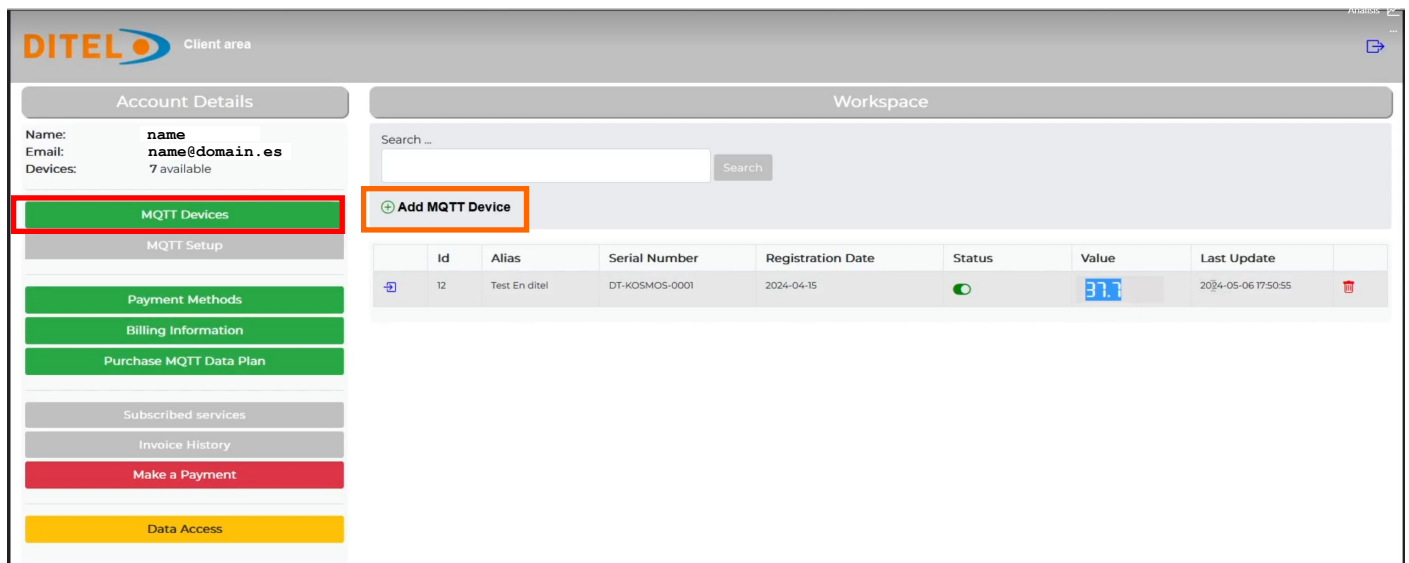 Analisis
DITEL Client area
...
Account Details
Name: name
Email: name@domain.es
Devices: 7 available
MQTT Devices
MQTT Setup
Payment Methods
Billing Information
Purchase MQTT Data Plan
Subscribed services
Invoice History
Make a Payment
Data Access
Workspace
Search ...
Search
Add MQTT Device
Id Alias Serial Number Registration Date Status Value Last Update
12 Test En ditel DT-KOSMOS-0001 2024-04-15 37.7 2024-05-06 17:50:55